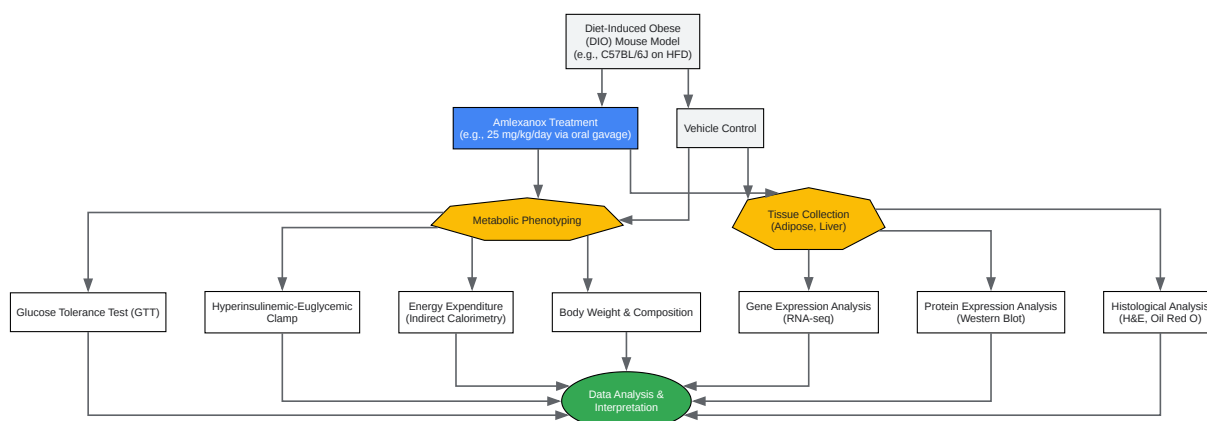 Diet-Induced Obese
(DIO) Mouse Model
(e.g., C57BL/6J on HFD)
Amlexanox Treatment
(e.g., 25 mg/kg/day via oral gavage)
Vehicle Control
Metabolic Phenotyping
Tissue Collection
(Adipose, Liver)
Glucose Tolerance Test (GTT)
Hyperinsulinemic-Euglycemic
Clamp
Energy Expenditure
(Indirect Calorimetry)
Body Weight & Composition
Gene Expression Analysis
(RNA-seq)
Protein Expression Analysis
(Western Blot)
Histological Analysis
(H&E, Oil Red O)
Data Analysis &
Interpretation